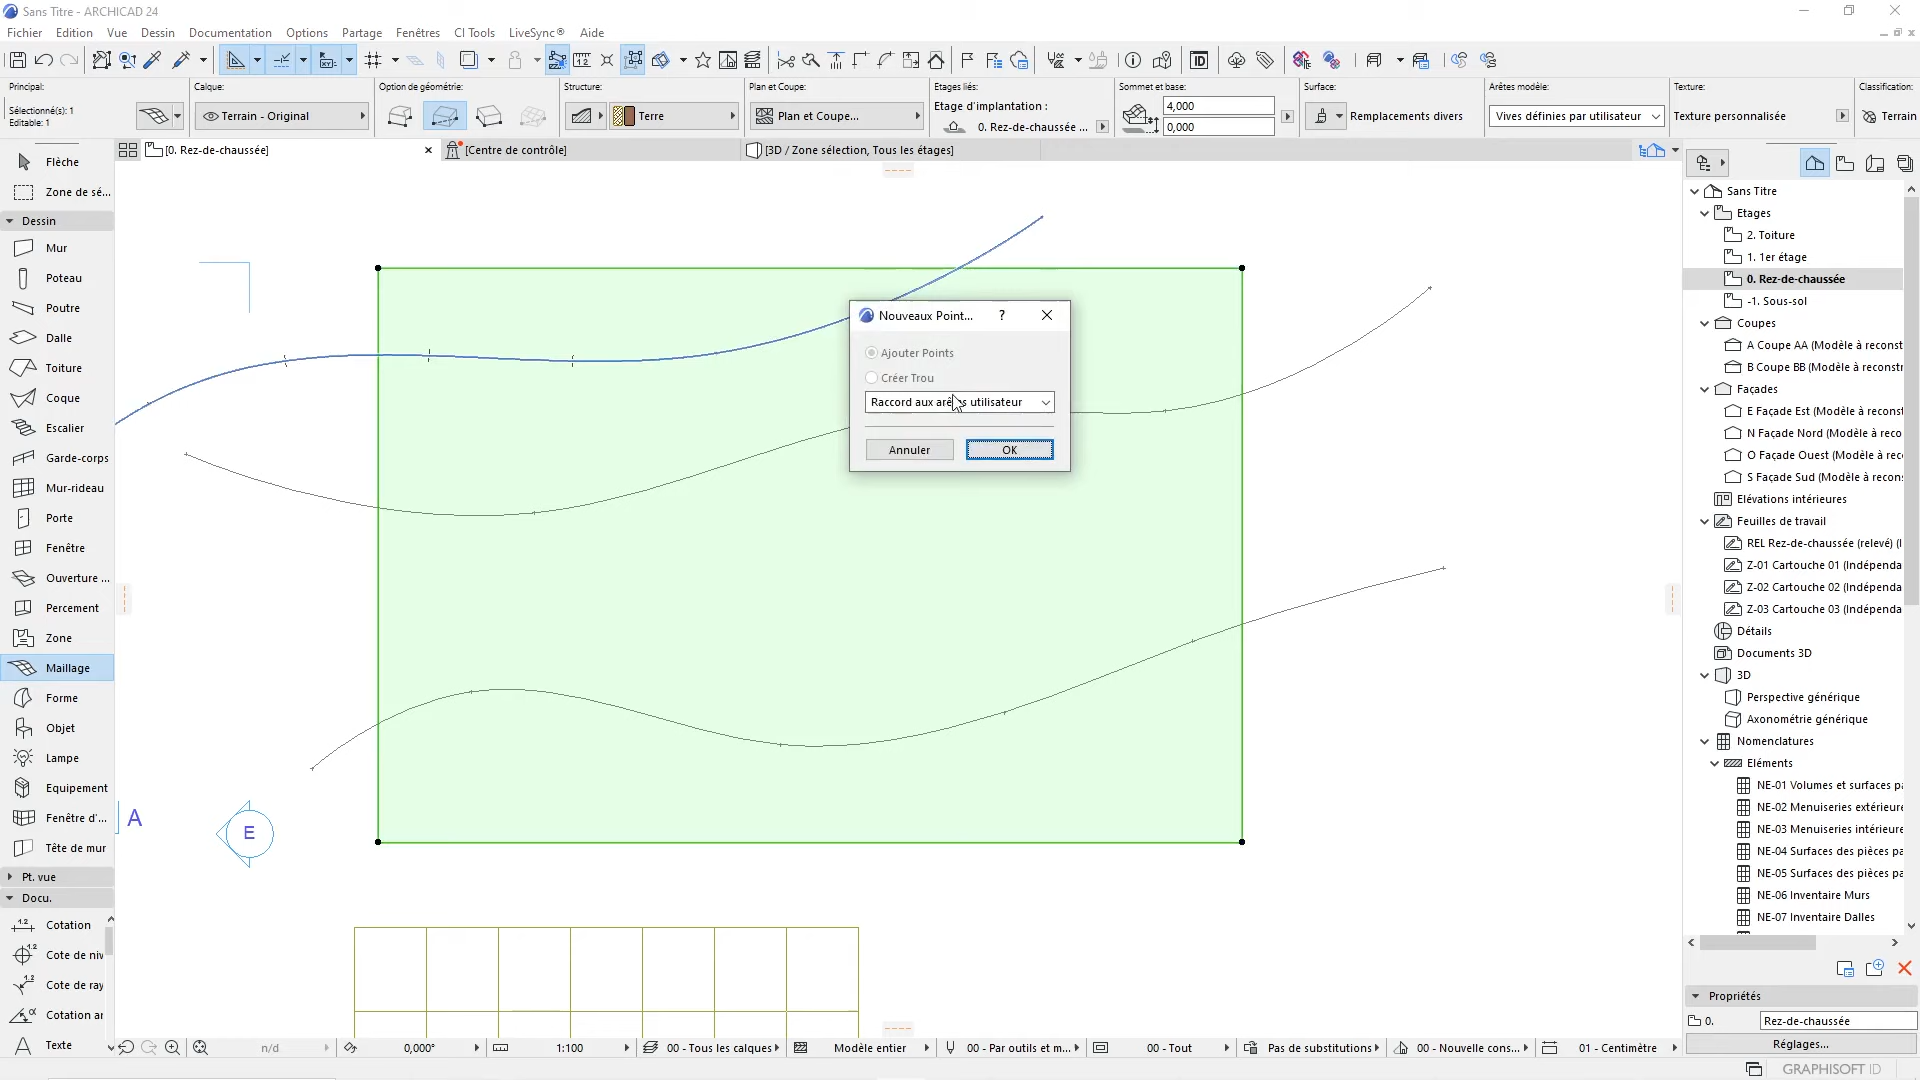 Sans Titre - ARCHICAD 24
Fichier Edition Vue Dessin Documentation Options Partage Fenêtres CI Tools LiveSync® Aide
Principal: Calque: Option de géométrie: Structure: Plan et Coupe: Etages liés: Sommet et base: Surface: Arêtes modèle: Texture: Classification:
Sélectionné(s): 1
Editable: 1
Terrain - Original
Terre
Plan et Coupe...
Etage d'implantation :
0. Rez-de-chaussée ...
4,000
0,000
Remplacements divers
Vives définies par utilisateur
Texture personnalisée
Terrain
[0. Rez-de-chaussée]
[Centre de contrôle]
[3D / Zone sélection, Tous les étages]
Flèche
Zone de sé...
Dessin
Mur
Poteau
Poutre
Dalle
Toiture
Coque
Escalier
Garde-corps
Mur-rideau
Porte
Fenêtre
Ouverture ...
Percement
Zone
Maillage
Forme
Objet
Lampe
Equipement
Fenêtre d'...
Tête de mur
Pt. vue
Docu.
Cotation
Cote de niv
Cote de ray
Cotation an
Texte
A
E
Nouveaux Point... ?
Ajouter Points
Créer Trou
Raccord aux arêtes utilisateur
Annuler OK
Sans Titre
Etages
2. Toiture
1. 1er étage
0. Rez-de-chaussée
-1. Sous-sol
Coupes
A Coupe AA (Modèle à reconst
B Coupe BB (Modèle à reconstr
Façades
E Façade Est (Modèle à reconst
N Façade Nord (Modèle à reco
O Façade Ouest (Modèle à reco
S Façade Sud (Modèle à recons
Elévations intérieures
Feuilles de travail
REL Rez-de-chaussée (relevé) (I
Z-01 Cartouche 01 (Indépenda
Z-02 Cartouche 02 (Indépenda
Z-03 Cartouche 03 (Indépenda
Détails
Documents 3D
3D
Perspective générique
Axonométrie générique
Nomenclatures
Eléments
NE-01 Volumes et surfaces pa
NE-02 Menuiseries extérieure
NE-03 Menuiseries intérieure
NE-04 Surfaces des pièces pa
NE-05 Surfaces des pièces pa
NE-06 Inventaire Murs
NE-07 Inventaire Dalles
Propriétés
0. Rez-de-chaussée
Réglages...
n/d 0,000° 1:100 00 - Tous les calques Modèle entier 00 - Par outils et m... 00 - Tout Pas de substitutions 00 - Nouvelle cons... 01 - Centimètre
GRAPHISOFT ID